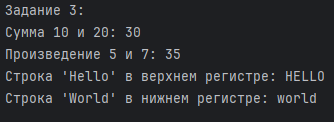 Задание 3:
Сумма 10 и 20: 30
Произведение 5 и 7: 35
Строка 'Hello' в верхнем регистре: HELLO
Строка 'World' в нижнем регистре: world